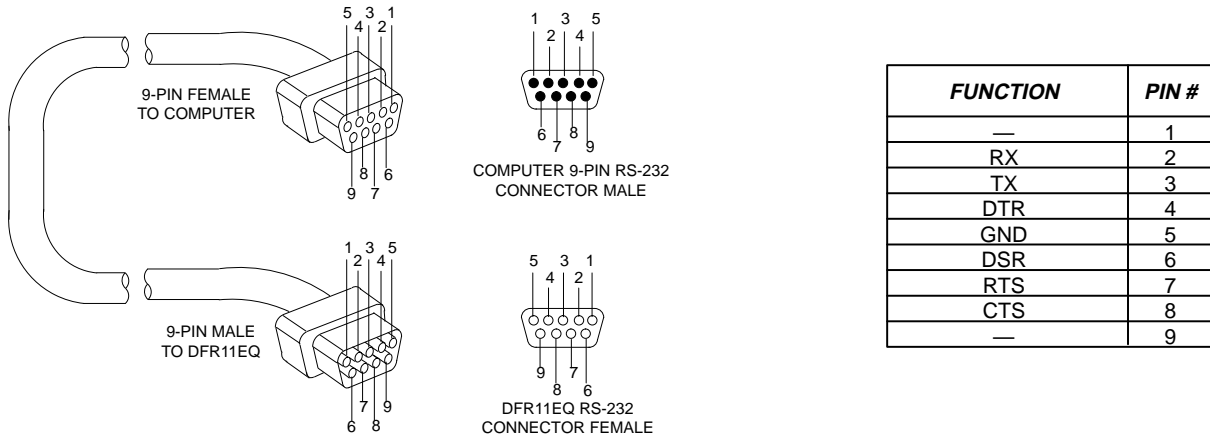 5 3 1
4 2
9-PIN FEMALE
TO COMPUTER
8 6
9 7
1 3 5
2 4
6 8
7 9
COMPUTER 9-PIN RS-232
CONNECTOR MALE
1 3 5
2 4
9-PIN MALE
TO DFR11EQ
7 9
6 8
5 3 1
4 2
9 7
8 6
DFR11EQ RS-232
CONNECTOR FEMALE
FUNCTION PIN #
— 1
RX 2
TX 3
DTR 4
GND 5
DSR 6
RTS 7
CTS 8
— 9